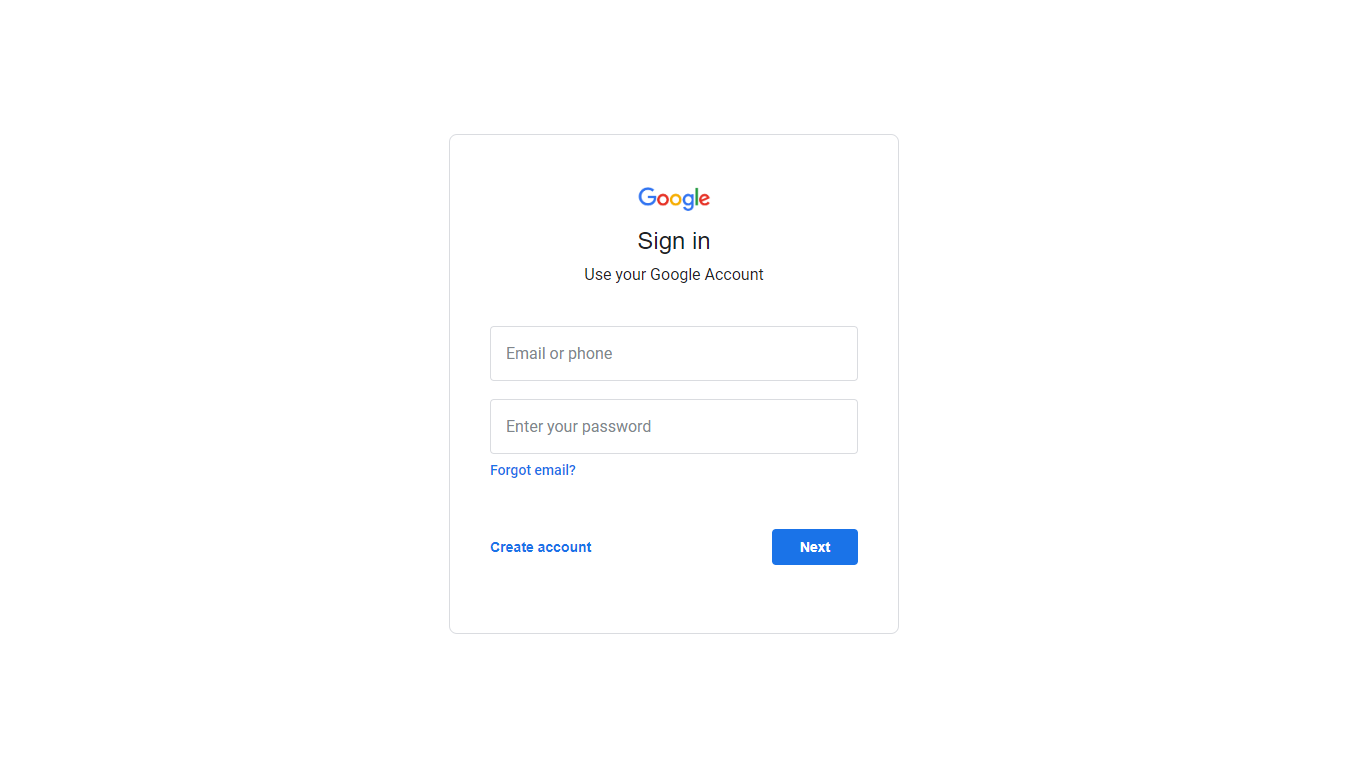 Google
Sign in
Use your Google Account
Email or phone
Enter your password
Forgot email?
Create account
Next